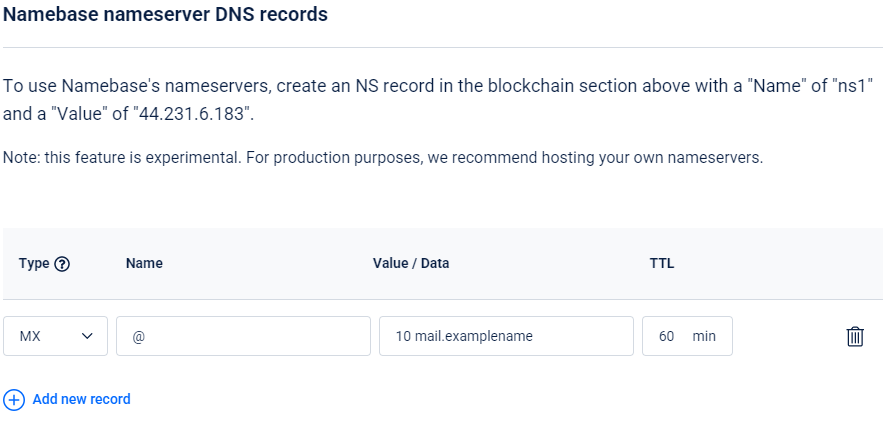 Namebase nameserver DNS records
To use Namebase's nameservers, create an NS record in the blockchain section above with a "Name" of "ns1"
and a "Value" of "44.231.6.183".
Note: this feature is experimental. For production purposes, we recommend hosting your own nameservers.
Type ? Name Value / Data TTL
MX @ 10 mail.examplename 60 min
Add new record